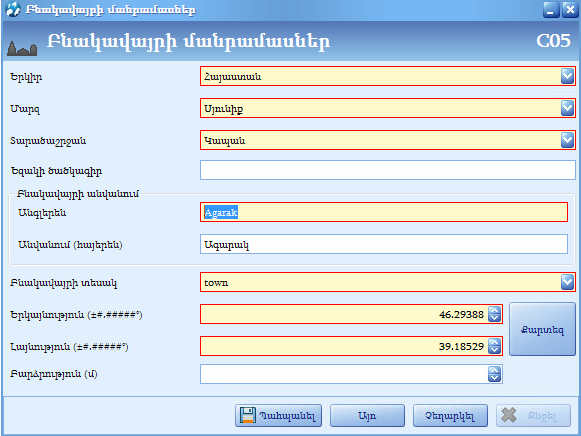 Բնակավայրի մանրամասներ
Բնակավայրի մանրամասներ C05
Երկիր Հայաստան
Մարզ Սյունիք
Տարածաշրջան Կապան
Եզակի ծածկագիր
Բնակավայրի անվանում
Անգլերեն Agarak
Անվանում (հայերեն) Ագարակ
Բնակավայրի տեսակ town
Երկայնություն (±#.#####°) 46.29388
Քարտեզ
Լայնություն (±#.#####°) 39.18529
Բարձրություն (մ)
Պահպանել Այո Չեղարկել Ջնջել